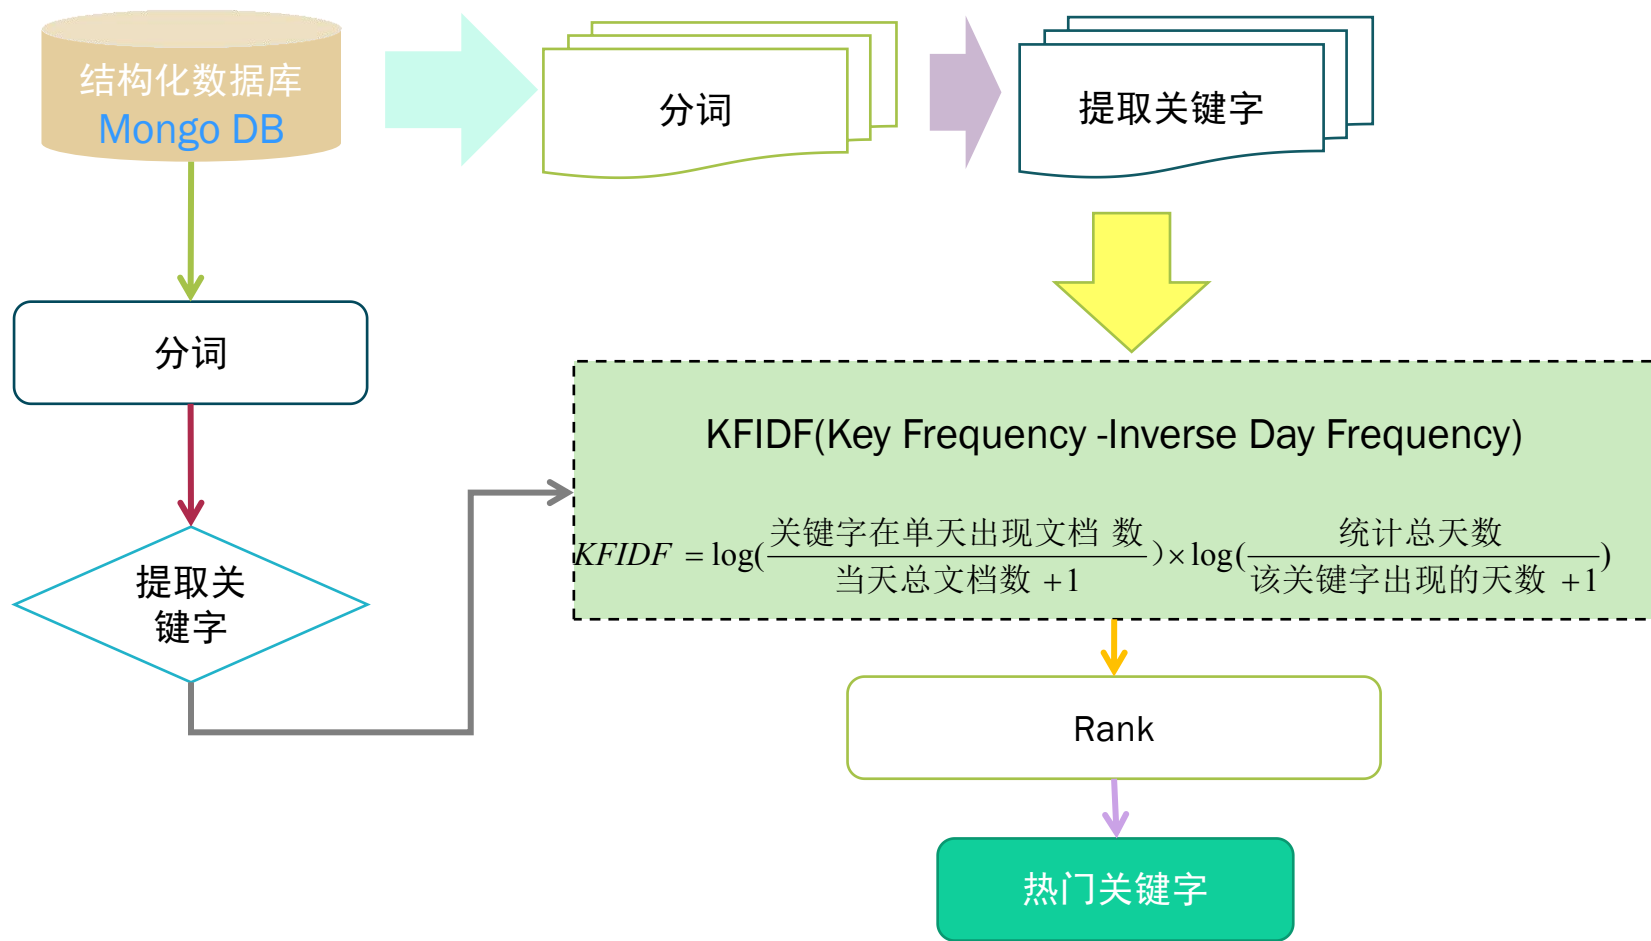 结构化数据库
Mongo DB
分词
提取关键字
分词
提取关
键字
KFIDF(Key Frequency -Inverse Day Frequency)
KFIDF = log(关键字在单天出现文档 数 / 当天总文档数 +1) × log(统计总天数 / 该关键字出现的天数 +1)
Rank
热门关键字